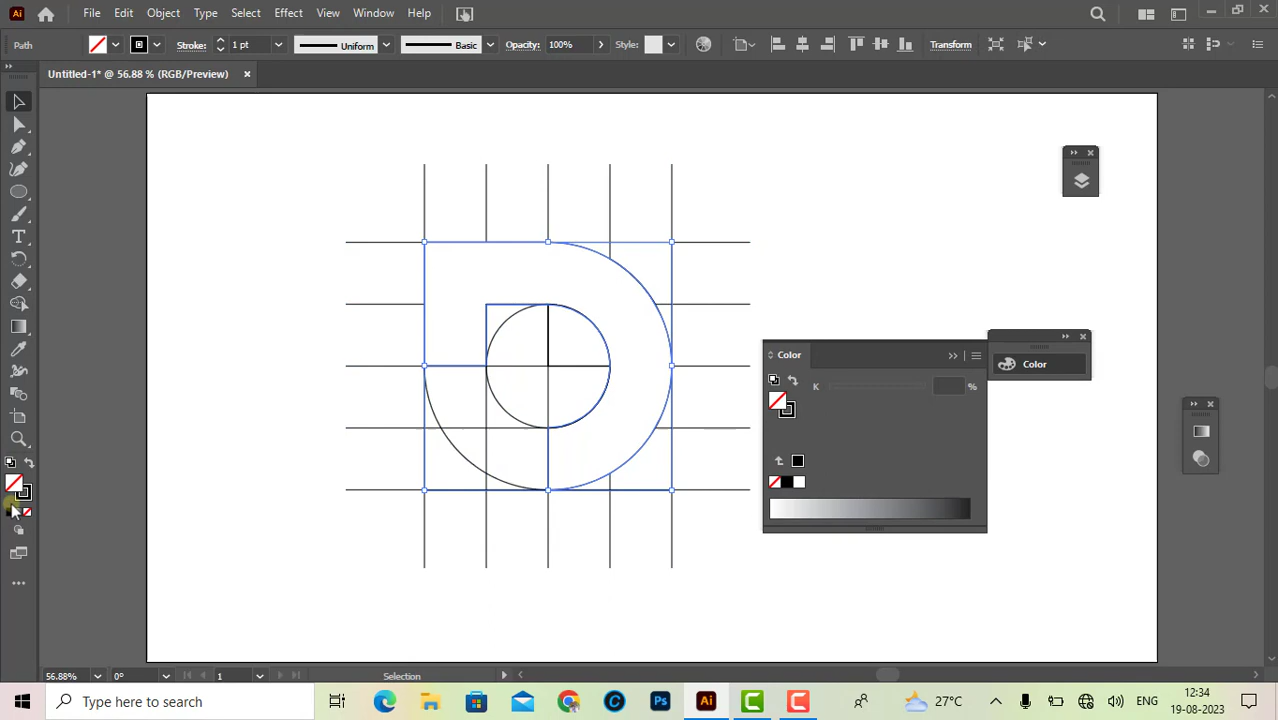 Ai File Edit Object Type Select Effect View Window Help
Path Stroke: 1 pt Uniform Basic Opacity: 100% Style: Transform
Untitled-1* @ 56.88 % (RGB/Preview)
Color
K %
Color
56.88% 0° 1 Selection
Type here to search
Ps Ai 27°C ENG 12:34
19-08-2023